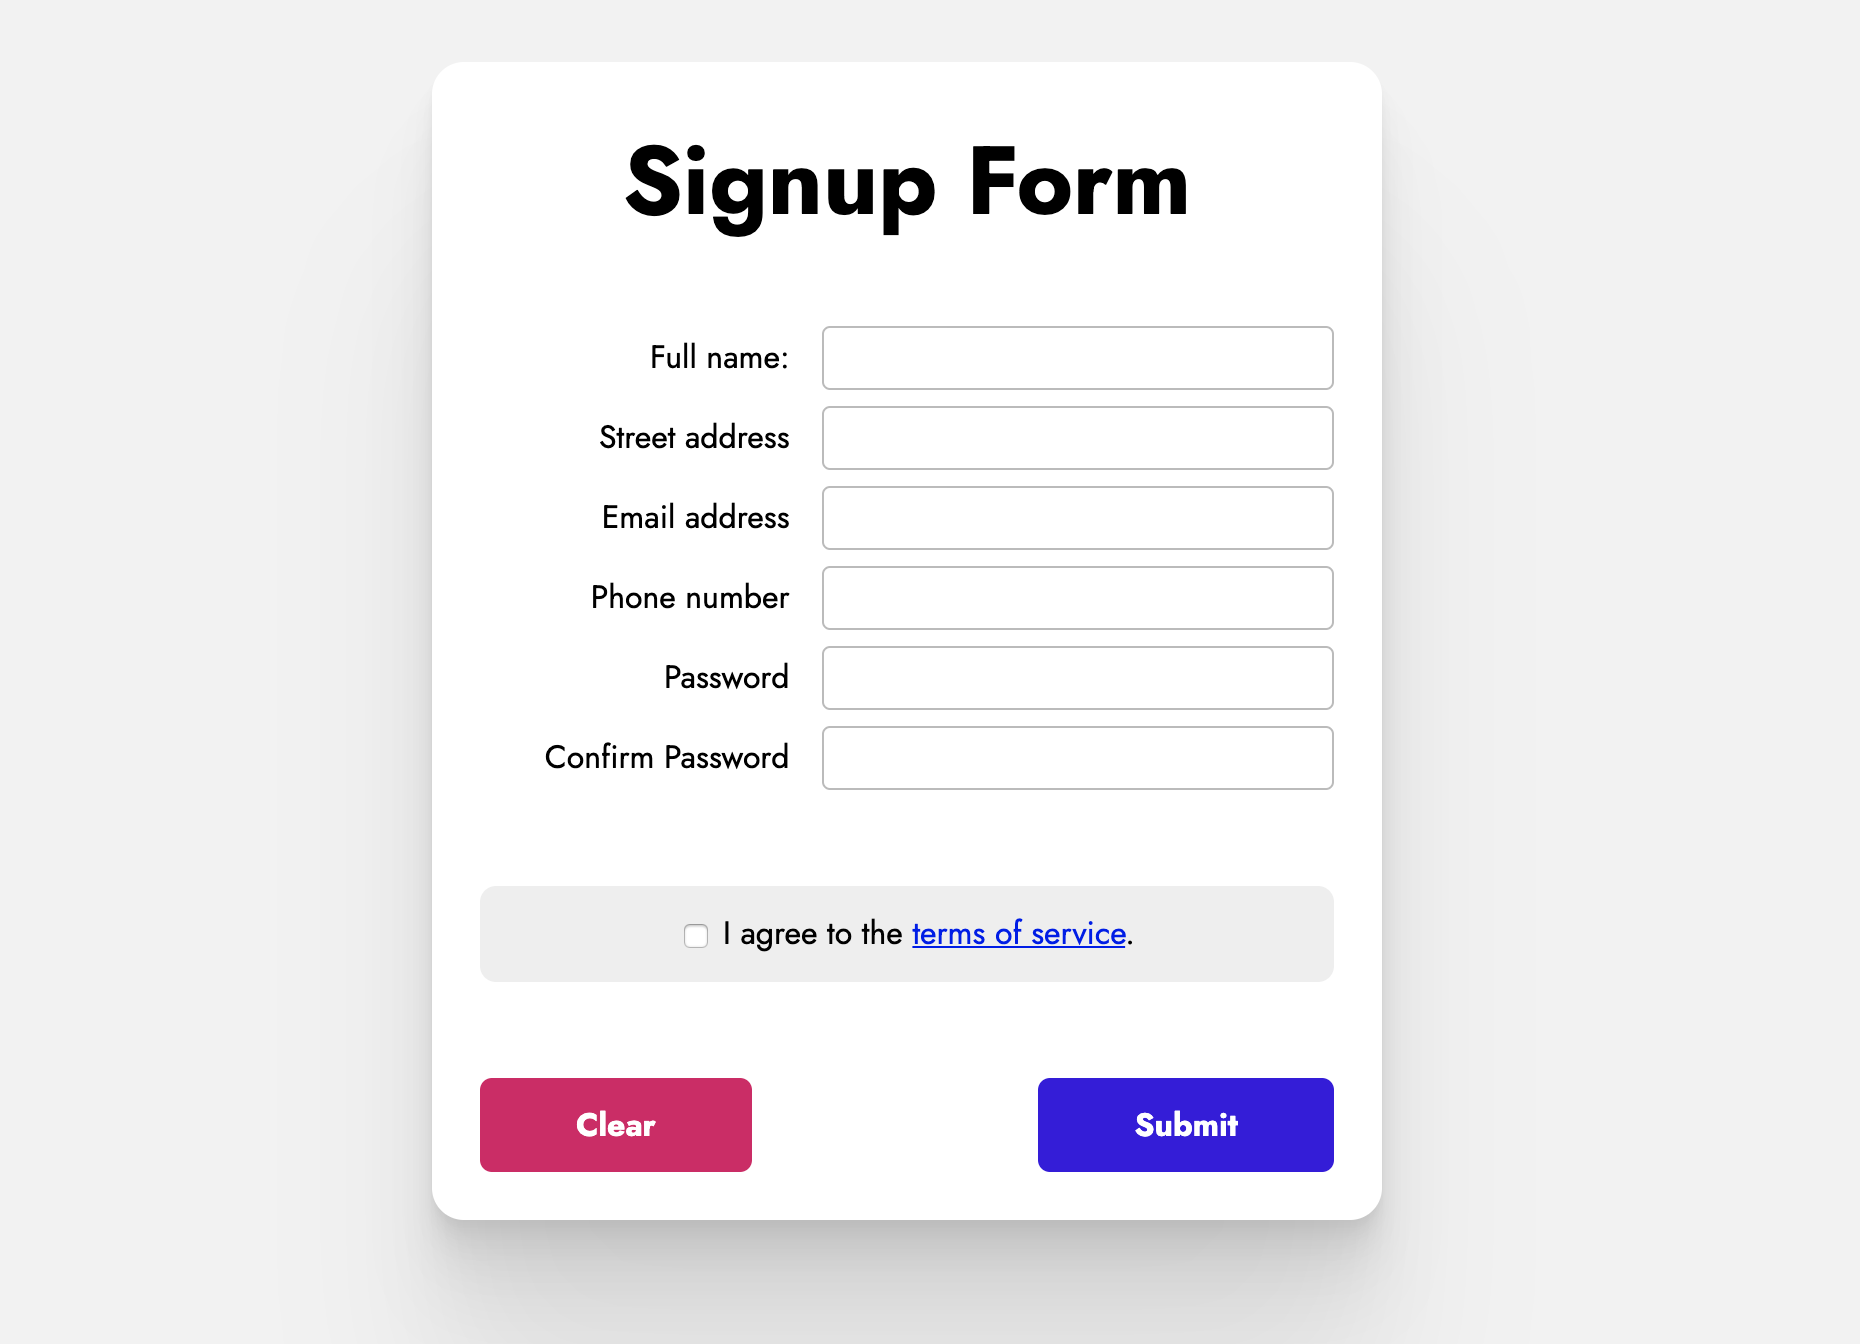 Signup Form
Full name:
Street address
Email address
Phone number
Password
Confirm Password
I agree to the terms of service.
Clear
Submit